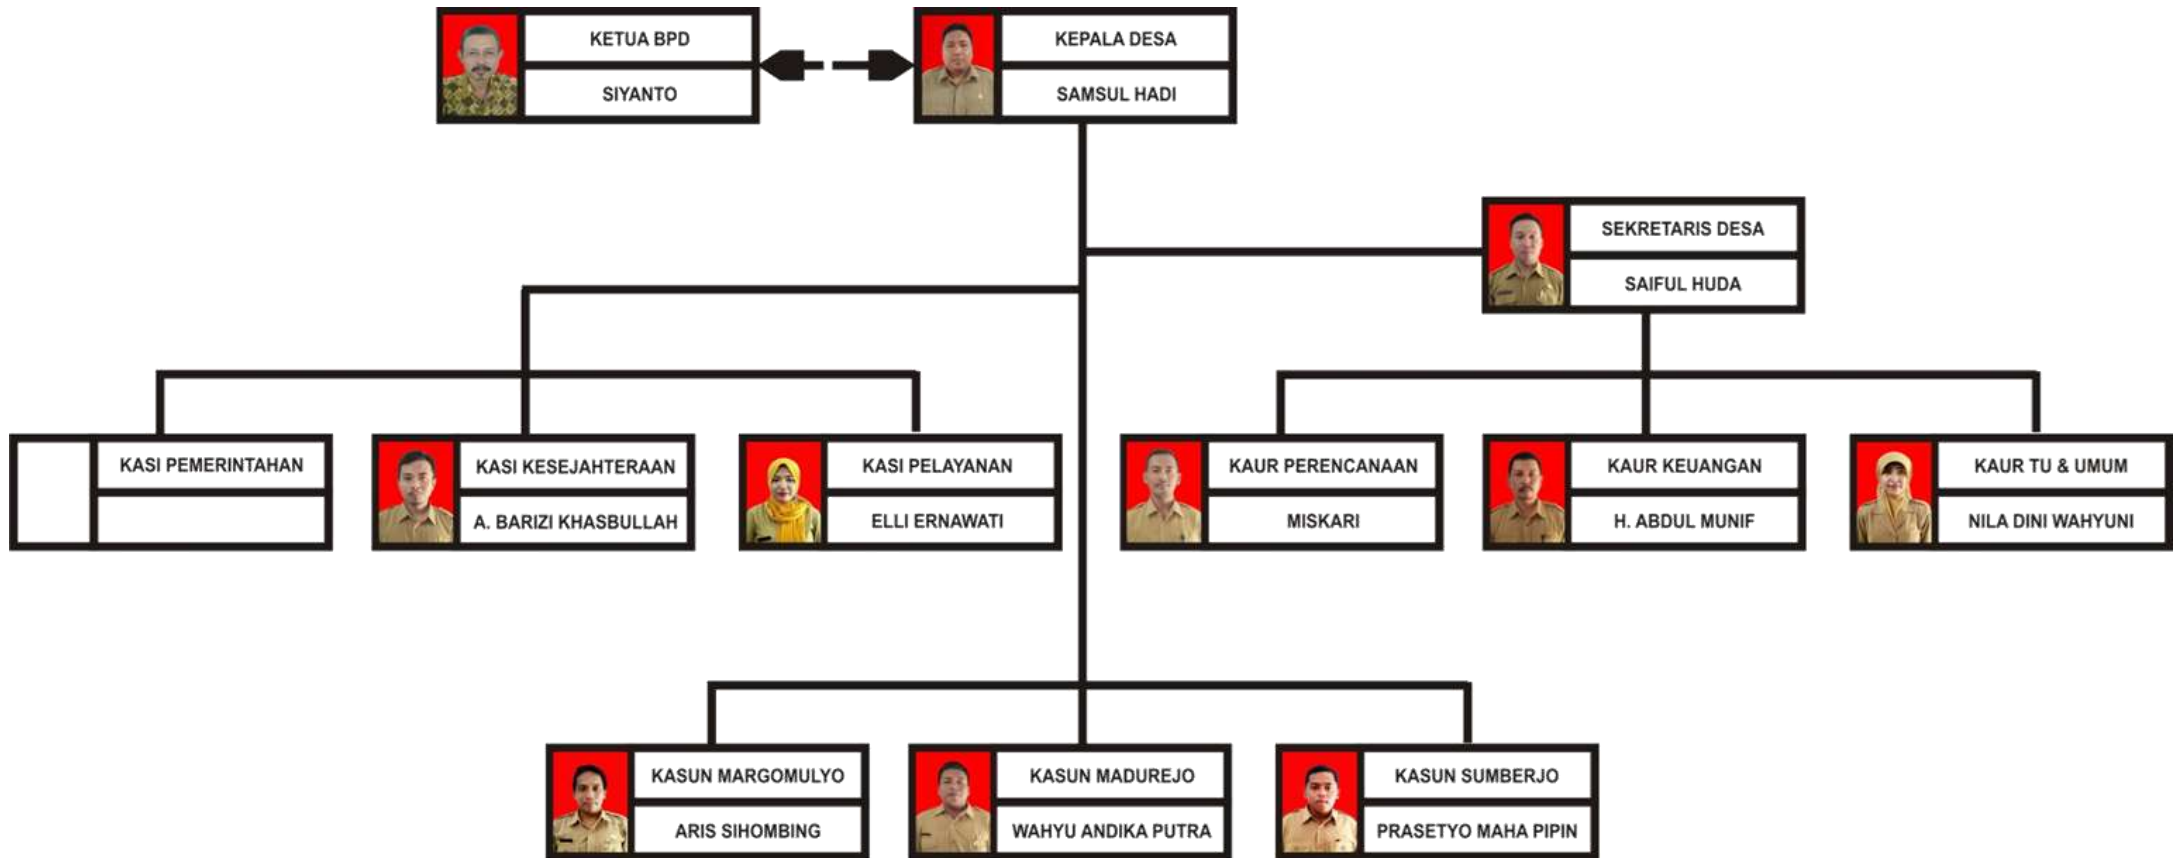 KETUA BPD
SIYANTO
KEPALA DESA
SAMSUL HADI
SEKRETARIS DESA
SAIFUL HUDA
KASI PEMERINTAHAN
KASI KESEJAHTERAAN
A. BARIZI KHASBULLAH
KASI PELAYANAN
ELLI ERNAWATI
KAUR PERENCANAAN
MISKARI
KAUR KEUANGAN
H. ABDUL MUNIF
KAUR TU & UMUM
NILA DINI WAHYUNI
KASUN MARGOMULYO
ARIS SIHOMBING
KASUN MADUREJO
WAHYU ANDIKA PUTRA
KASUN SUMBERJO
PRASETYO MAHA PIPIN